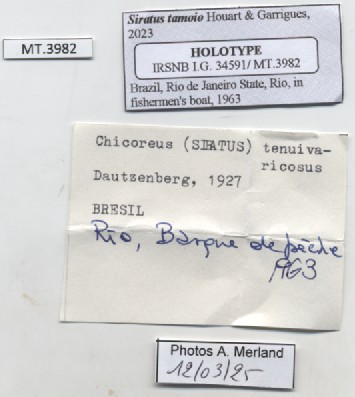 Siratus tamoio Houart & Garrigues,
2023
HOLOTYPE
IRSNB I.G. 34591/ MT.3982
Brazil, Rio de Janeiro State, Rio, in
fishermen's boat, 1963
MT.3982
Chicoreus (SIRATUS) tenuiva-
ricosus
Dautzenberg, 1927
BRESIL
Rio, Barque de pêche
1963
Photos A. Merland
12/03/25